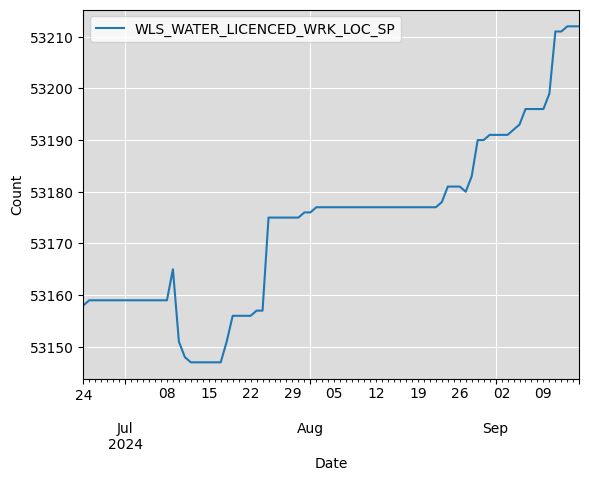 WLS_WATER_LICENCED_WRK_LOC_SP
53210
53200
53190
53180
53170
53160
53150
Count
24 08 15 22 29 05 12 19 26 02 09
Jul Aug Sep
2024
Date